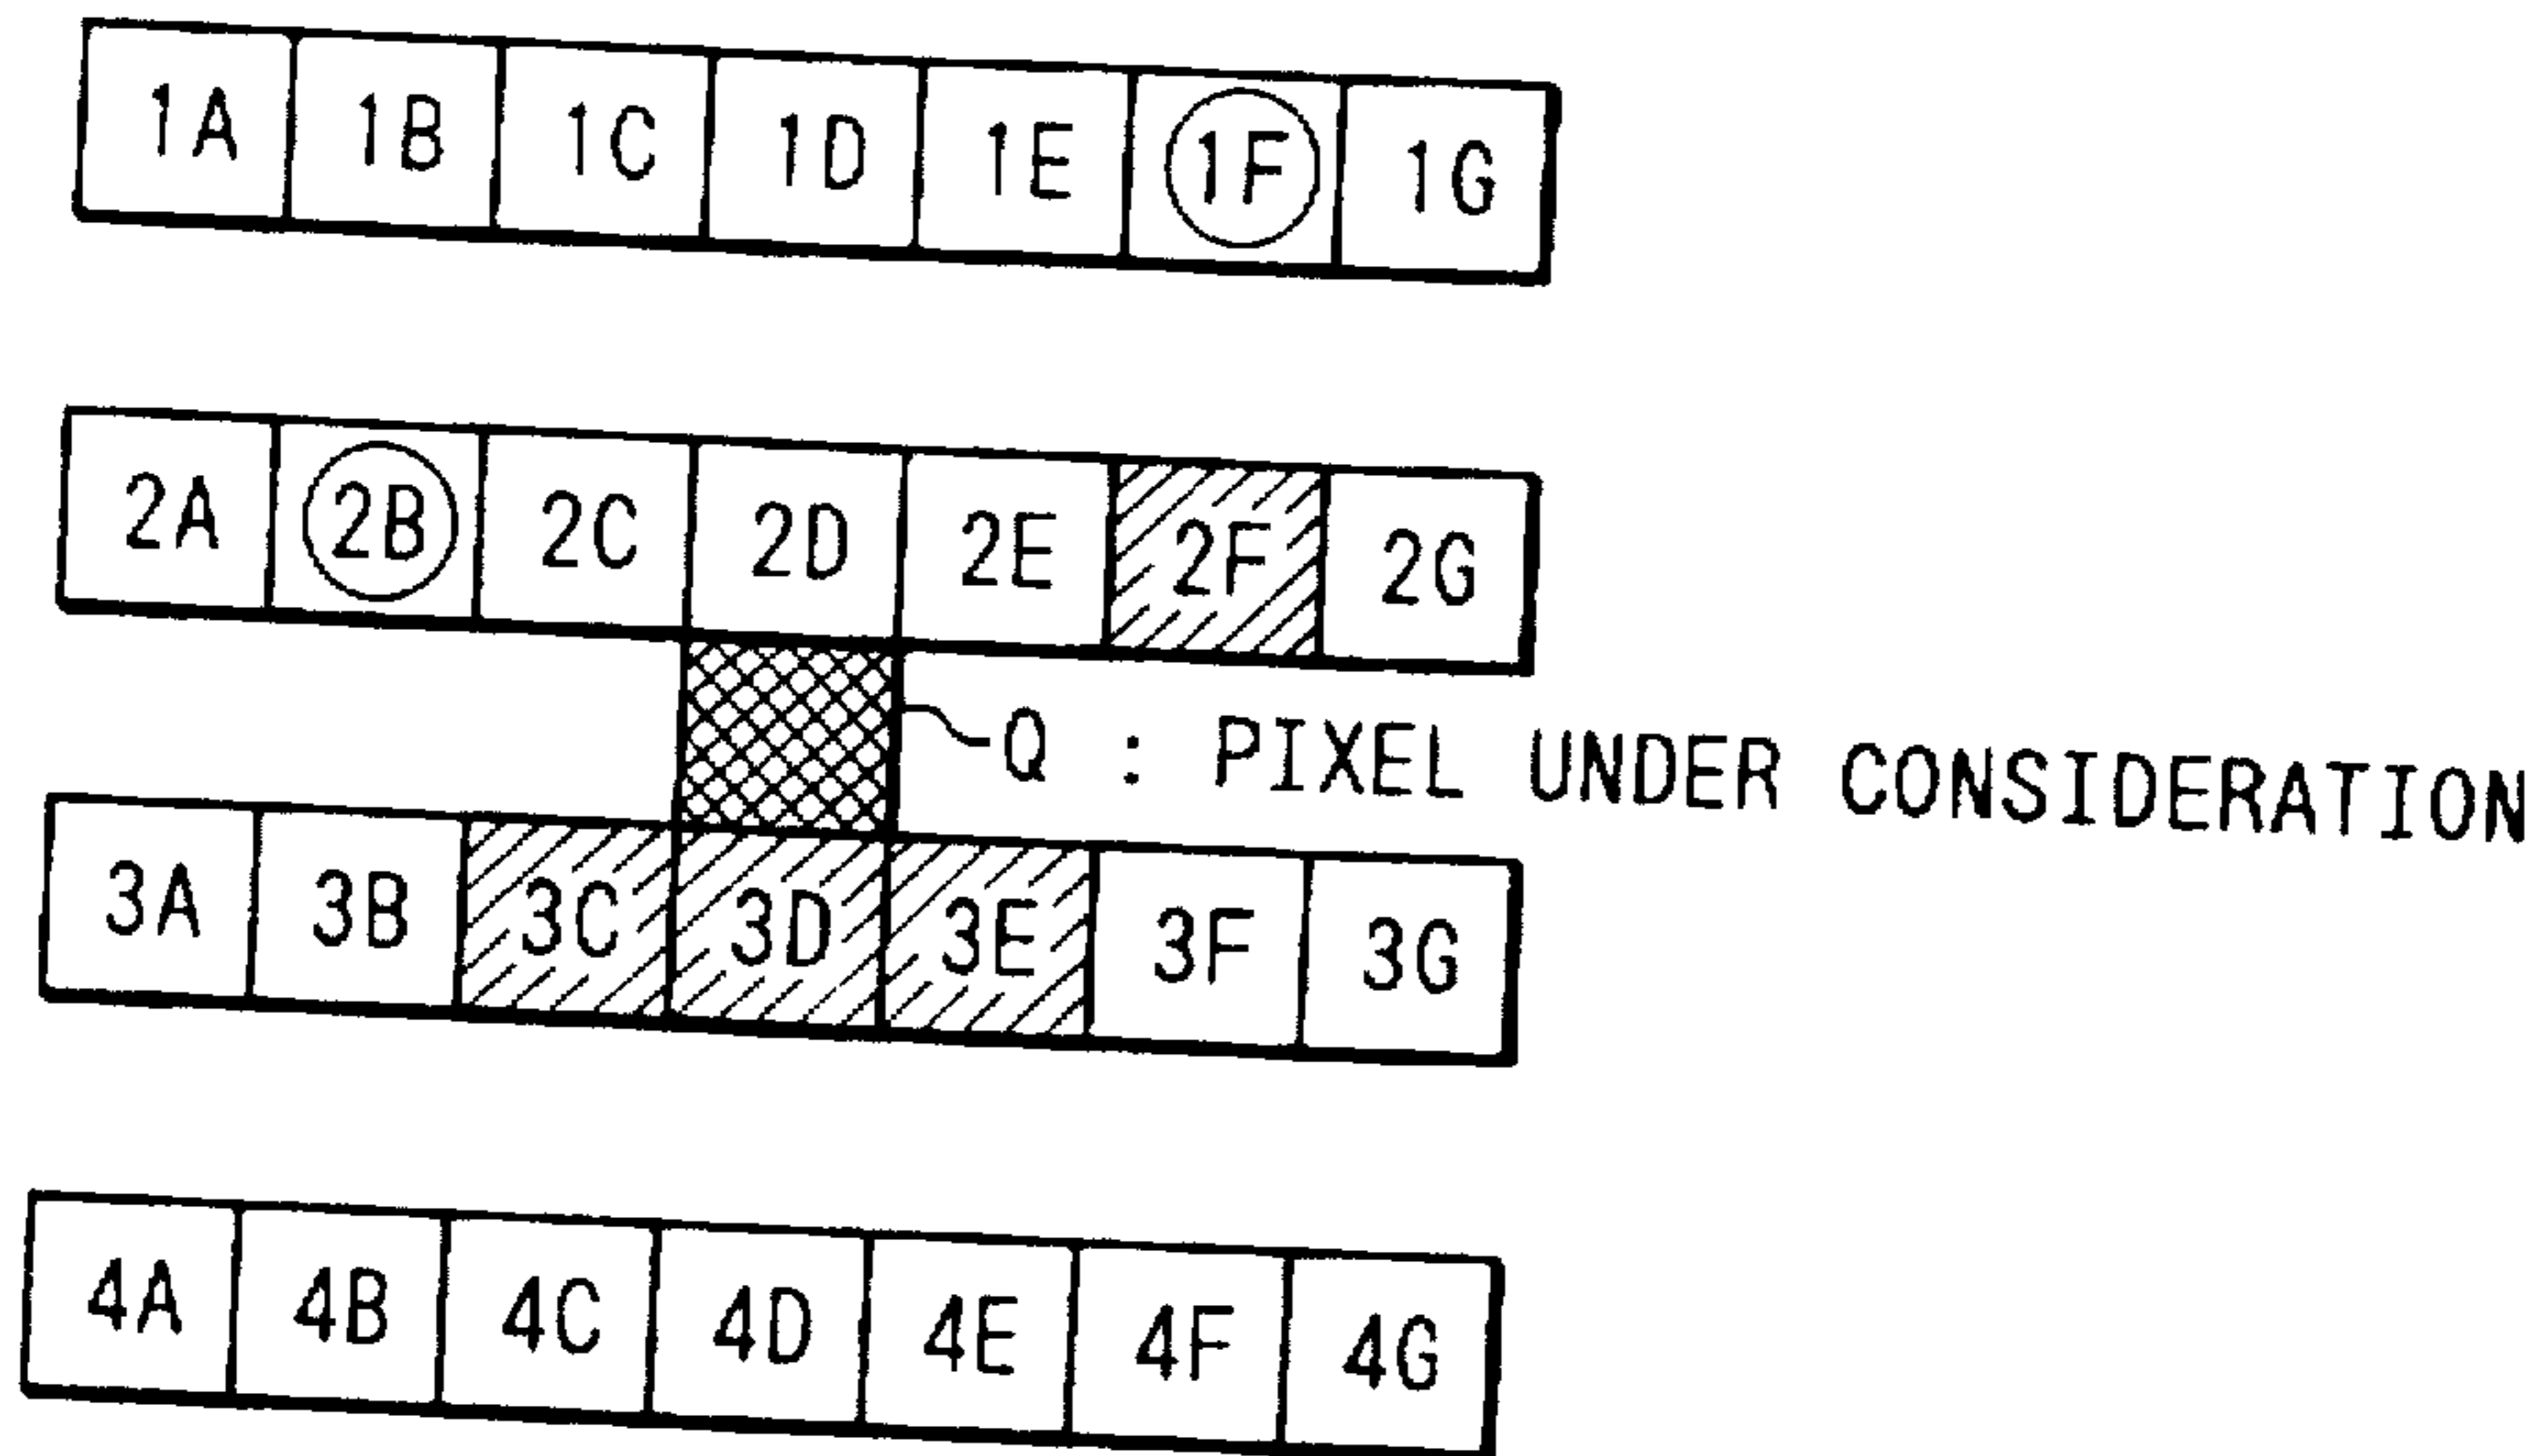 1A 1B 1C 1D 1E 1F 1G
2A 2B 2C 2D 2E 2F 2G
Q : PIXEL UNDER CONSIDERATION
3A 3B 3C 3D 3E 3F 3G
4A 4B 4C 4D 4E 4F 4G